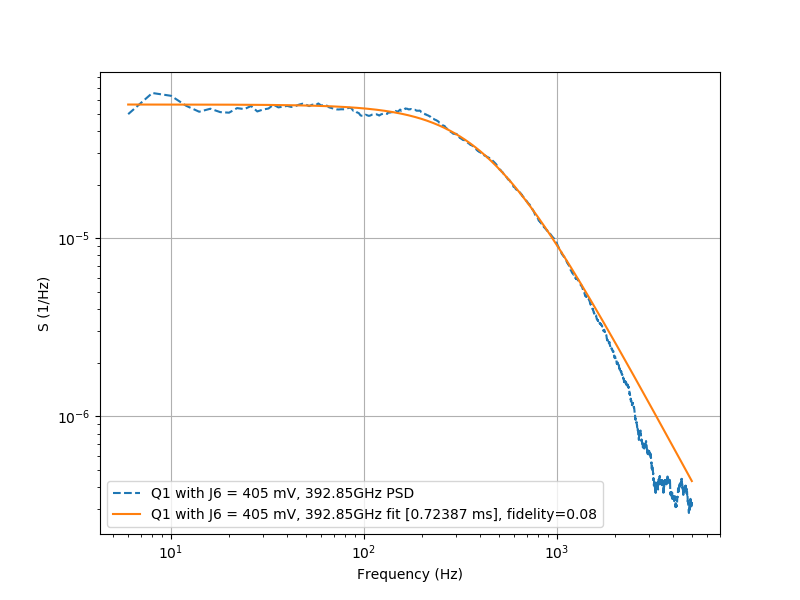 S (1/Hz)
10⁻⁵
10⁻⁶
Q1 with J6 = 405 mV, 392.85GHz PSD
Q1 with J6 = 405 mV, 392.85GHz fit [0.72387 ms], fidelity=0.08
10¹ 10² 10³
Frequency (Hz)